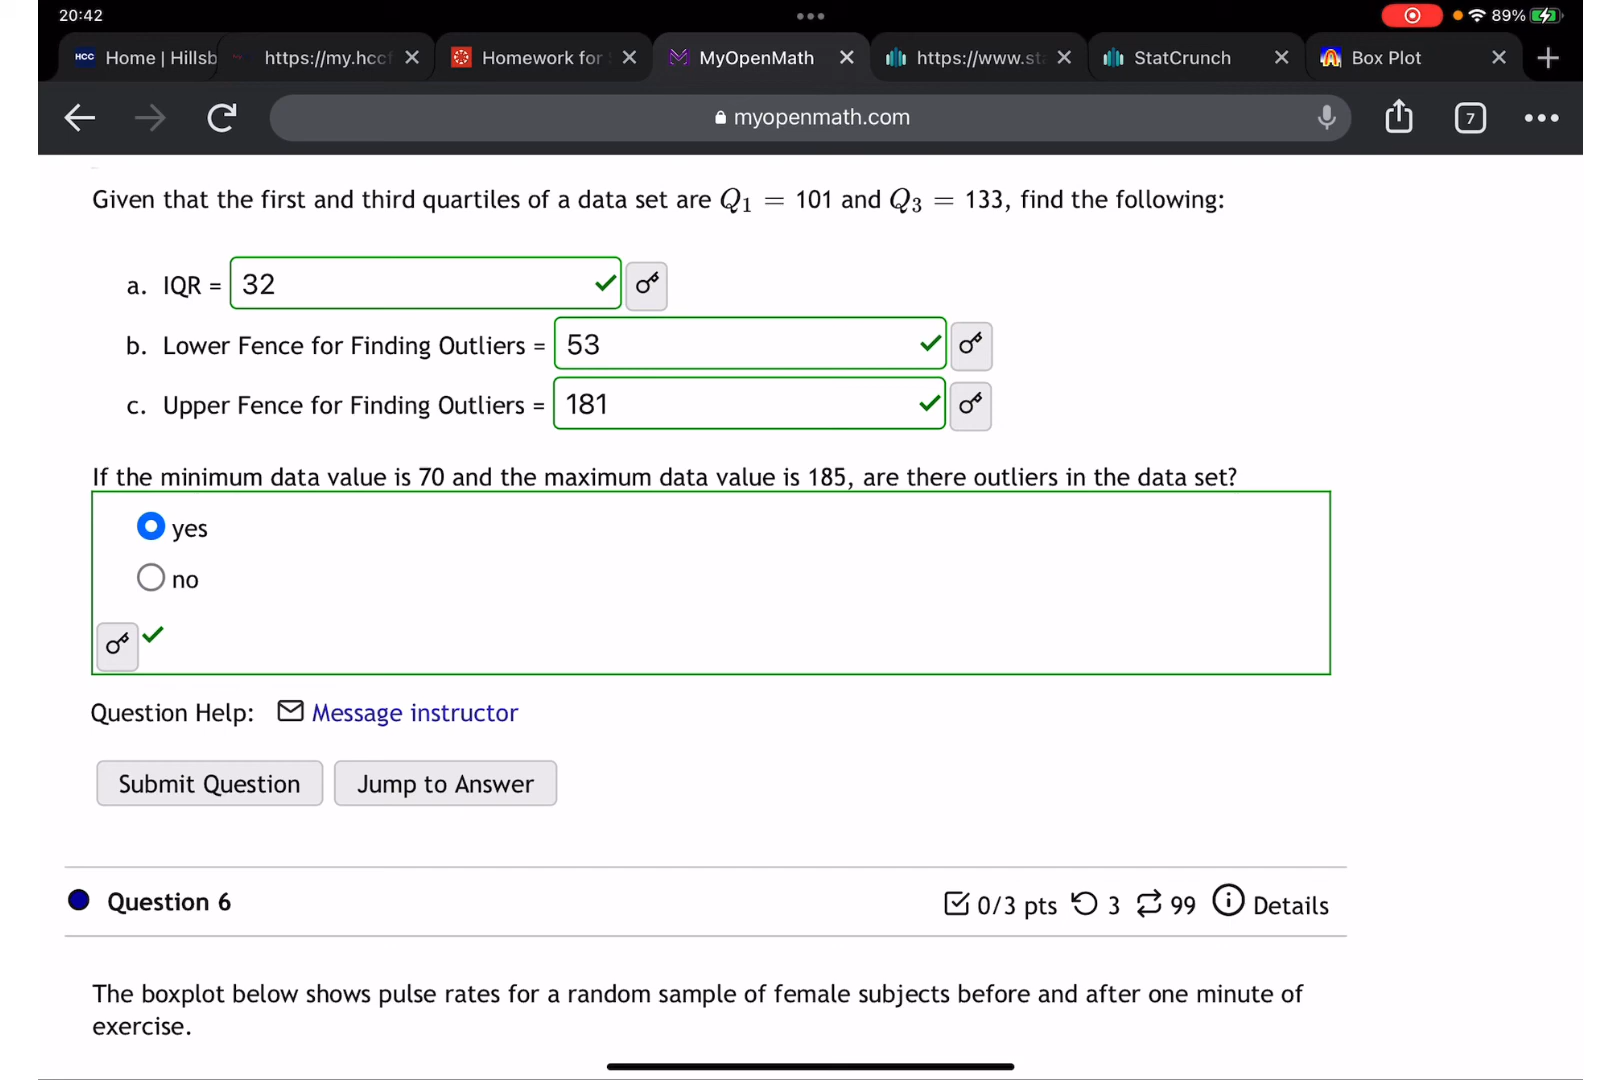 20:42
89%
HCC Home | Hillsb
https://my.hccf
Homework for
MyOpenMath
https://www.sta
StatCrunch
Box Plot
myopenmath.com
7
Given that the first and third quartiles of a data set are Q1 = 101 and Q3 = 133, find the following:
a. IQR = 32
b. Lower Fence for Finding Outliers = 53
c. Upper Fence for Finding Outliers = 181
If the minimum data value is 70 and the maximum data value is 185, are there outliers in the data set?
yes
no
Question Help: Message instructor
Submit Question Jump to Answer
Question 6 0/3 pts 3 99 Details
The boxplot below shows pulse rates for a random sample of female subjects before and after one minute of
exercise.